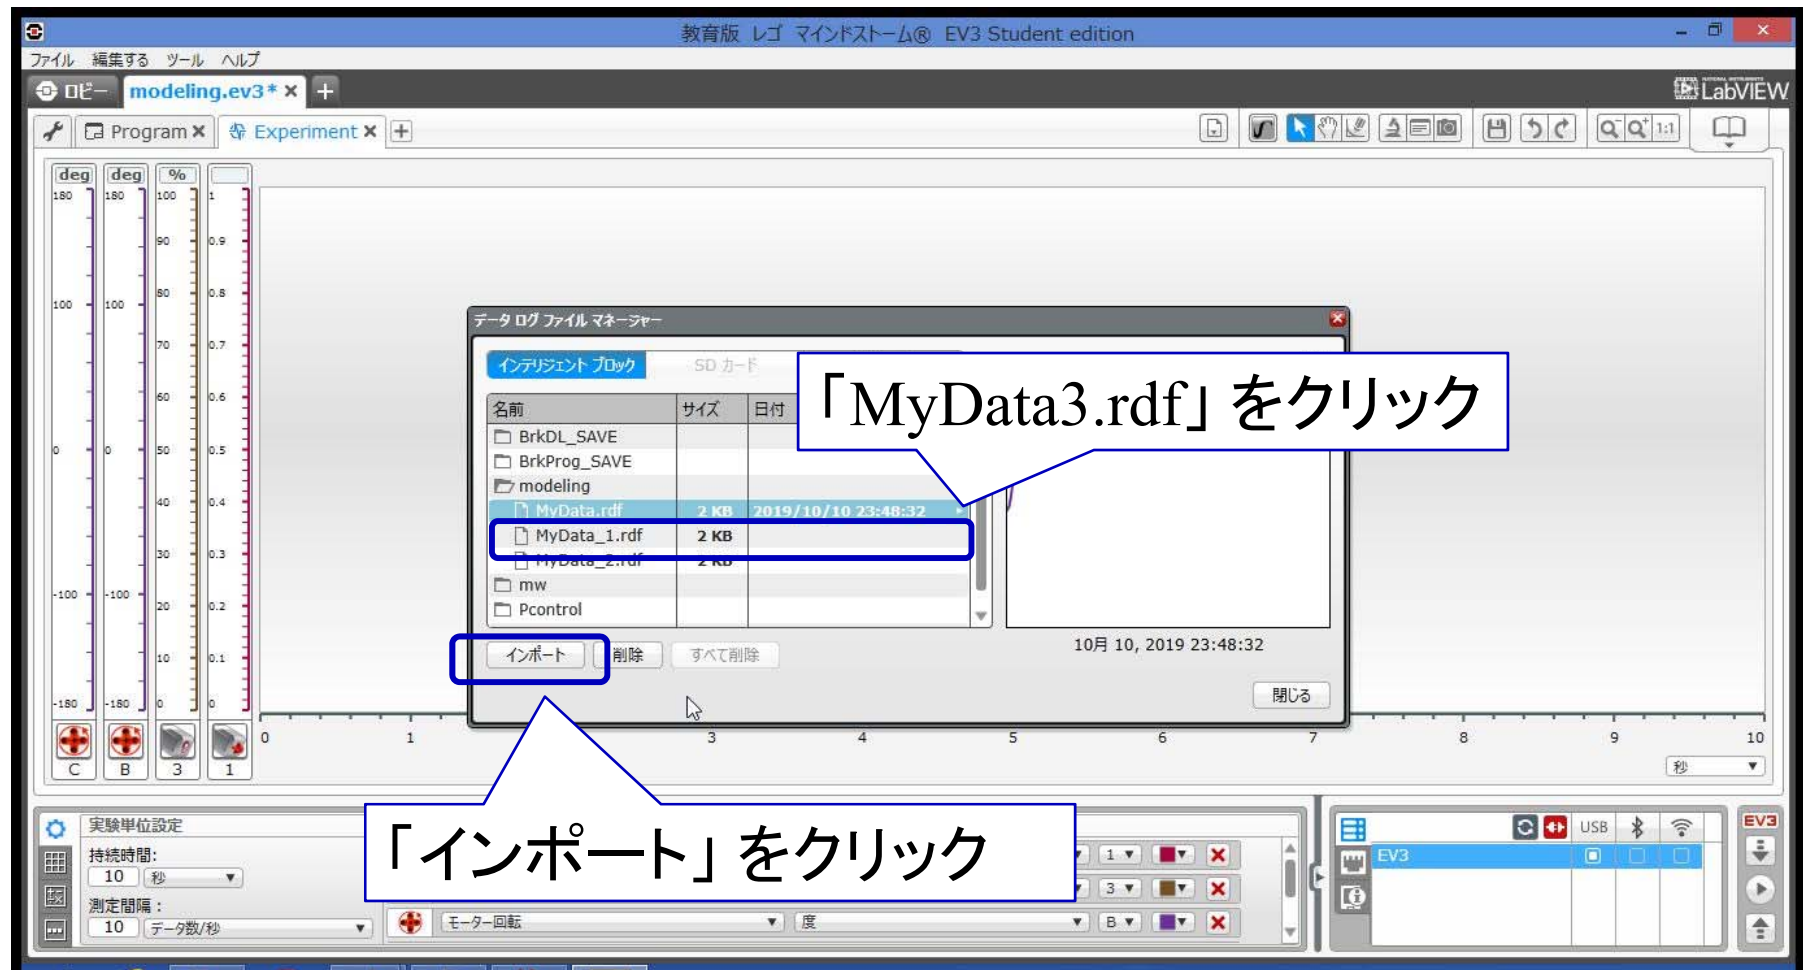 教育版 レゴ マインドストーム® EV3 Student edition
ファイル 編集する ツール ヘルプ
ロビー modeling.ev3* × +
NATIONAL INSTRUMENTS
LabVIEW
Program × Experiment × +
1:1
deg deg %
180 180 100 1
90 0.9
100 100 80 0.8
70 0.7
60 0.6
0 0 50 0.5
40 0.4
30 0.3
-100 -100 20 0.2
10 0.1
-180 -180 0 0
C B 3 1
データ ログ ファイル マネージャー
インテリジェント ブロック SD カード
名前 サイズ 日付
BrkDL_SAVE
BrkProg_SAVE
modeling
MyData.rdf 2 KB 2019/10/10 23:48:32
MyData_1.rdf 2 KB
MyData_2.rdf 2 KB
mw
Pcontrol
インポート 削除 すべて削除
10月 10, 2019 23:48:32
閉じる
「MyData3.rdf」をクリック
0 1 3 4 5 6 7 8 9 10
秒
「インポート」をクリック
実験単位設定
持続時間:
10 秒
測定間隔:
10 データ数/秒
1
3
モーター回転 度 B
USB
EV3
EV3